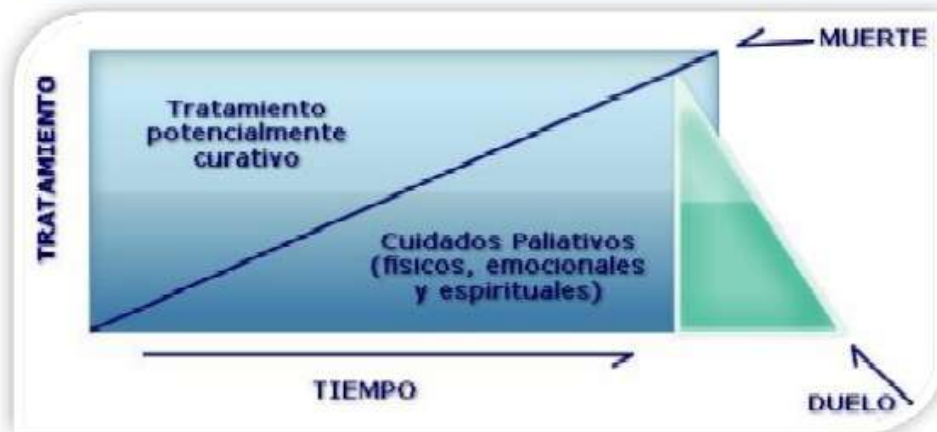 MUERTE
TRATAMIENTO
Tratamiento
potencialmente
curativo
Cuidados Paliativos
(físicos, emocionales
y espirituales)
TIEMPO
DUELO